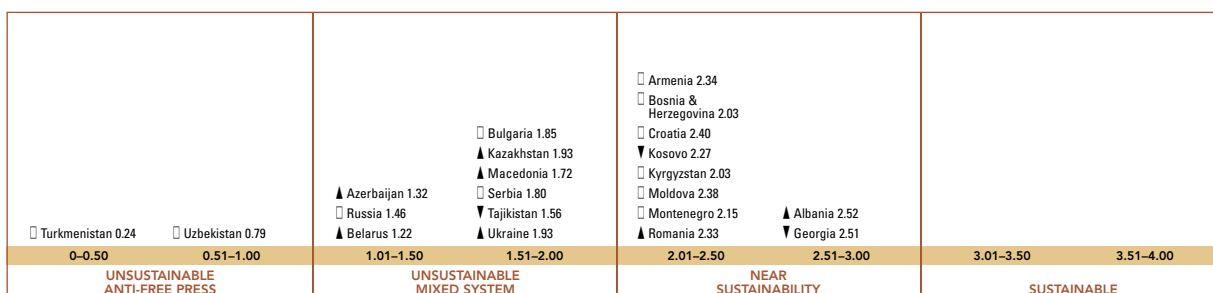 Turkmenistan 0.24
Uzbekistan 0.79
▲ Azerbaijan 1.32
Russia 1.46
▲ Belarus 1.22
Bulgaria 1.85
▲ Kazakhstan 1.93
▲ Macedonia 1.72
Serbia 1.80
▼ Tajikistan 1.56
▲ Ukraine 1.93
Armenia 2.34
Bosnia &
Herzegovina 2.03
Croatia 2.40
▼ Kosovo 2.27
Kyrgyzstan 2.03
Moldova 2.38
Montenegro 2.15
▲ Romania 2.33
▲ Albania 2.52
▼ Georgia 2.51
0–0.50
0.51–1.00
1.01–1.50
1.51–2.00
2.01–2.50
2.51–3.00
3.01–3.50
3.51–4.00
UNSUSTAINABLE
ANTI-FREE PRESS
UNSUSTAINABLE
MIXED SYSTEM
NEAR
SUSTAINABILITY
SUSTAINABLE